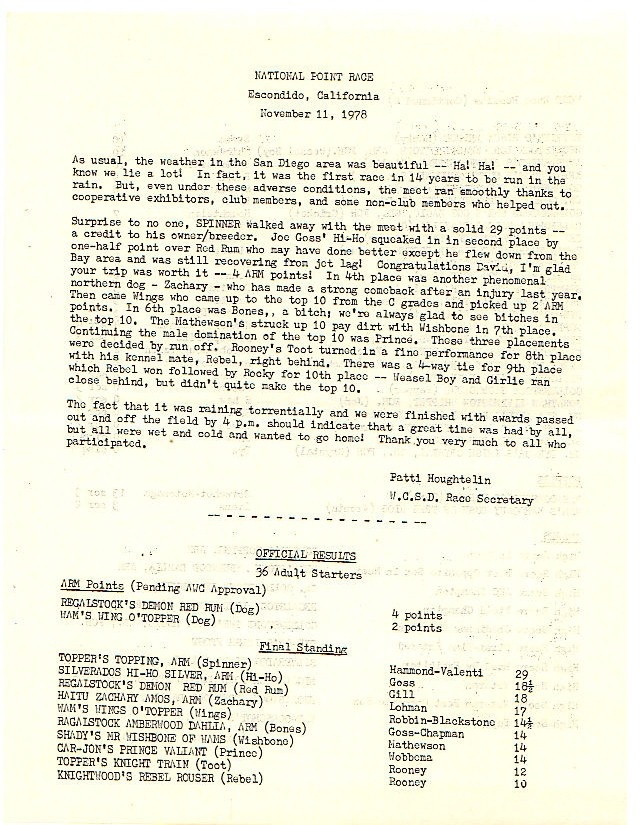 NATIONAL POINT RACE
Escondido, California
November 11, 1978
As usual, the weather in the San Diego area was beautiful -- Ha! Ha! -- and you
know we lie a lot! In fact, it was the first race in 14 years to be run in the
rain. But, even under these adverse conditions, the meet ran smoothly thanks to
cooperative exhibitors, club members, and some non-club members who helped out.
Surprise to no one, SPINNER walked away with the meet with a solid 29 points --
a credit to his owner/breeder. Joe Goss' Hi-Ho squeaked in in second place by
one-half point over Red Rum who may have done better except he flew down from the
Bay area and was still recovering from jet lag! Congratulations David, I'm glad
your trip was worth it -- 4 ARM points! In 4th place was another phenomenal
northern dog - Zachary - who has made a strong comeback after an injury last year.
Then came Wings who came up to the top 10 from the C grades and picked up 2 ARM
points. In 6th place was Bones,, a bitch; we're always glad to see bitches in
the top 10. The Mathewson's struck up 10 pay dirt with Wishbone in 7th place.
Continuing the male domination of the top 10 was Prince. These three placements
were decided by run off. Rooney's Toot turned in a fine performance for 8th place
with his kennel mate, Rebel, right behind. There was a 4-way tie for 9th place
which Rebel won followed by Rocky for 10th place -- Weasel Boy and Girlie ran
close behind, but didn't quite make the top 10.
The fact that it was raining torrentially and we were finished with awards passed
out and off the field by 4 p.m. should indicate that a great time was had by all,
but all were wet and cold and wanted to go home! Thank you very much to all who
participated.
Patti Houghtelin
W.C.S.D. Race Secretary
OFFICIAL RESULTS
36 Adult Starters
ARM Points (Pending AWC Approval)
REGALSTOCK'S DEMON RED RUM (Dog) 4 points
WAM'S WING O'TOPPER (Dog) 2 points
Final Standing
TOPPER'S TOPPING, ARM (Spinner) Hammond-Valenti 29
SILVERADOS HI-HO SILVER, ARM (Hi-Ho) Goss 18½
REGALSTOCK'S DEMON RED RUM (Red Rum) Gill 18
HAITU ZACHARY AMOS, ARM (Zachary) Lohman 17
WAM'S WINGS O'TOPPER (Wings) Robbin-Blackstone 14½
RAGALSTOCK AMBERWOOD DAHLIA, ARM (Bones) Goss-Chapman 14
SHADY'S MR WISHBONE OF WAMS (Wishbone) Mathewson 14
CAR-JON'S PRINCE VALIANT (Prince) Wobbema 14
TOPPER'S KNIGHT TRAIN (Toot) Rooney 12
KNIGHTWOOD'S REBEL ROUSER (Rebel) Rooney 10